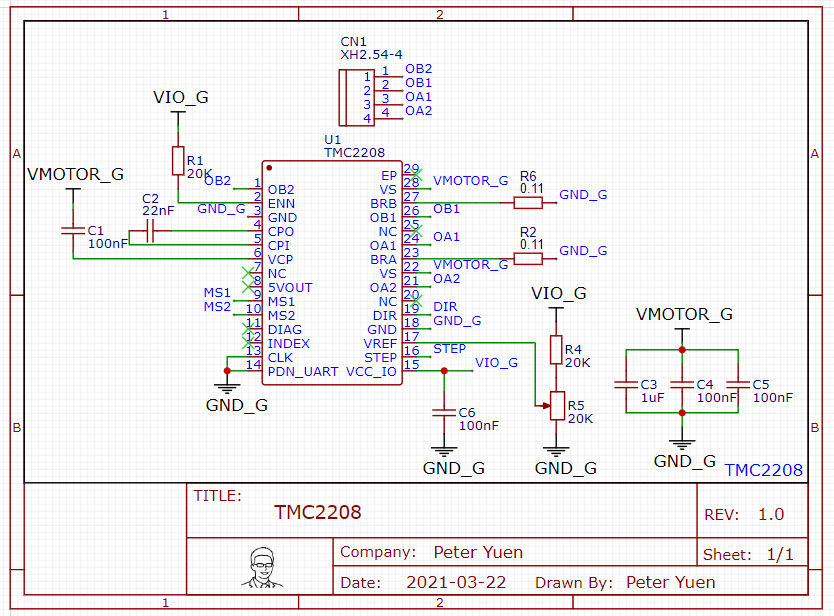 1 2
CN1
XH2.54-4
1 1 OB2
2 2 OB1
3 3 OA1
4 4 OA2
VIO_G
R1
20K
VMOTOR_G
C1
100nF
C2
22nF
U1
TMC2208
OB2 1 OB2
2 ENN
GND_G 3 GND
4 CPO
5 CPI
6 VCP
7 NC
8 5VOUT
MS1 9 MS1
MS2 10 MS2
11 DIAG
12 INDEX
13 CLK
14 PDN_UART
GND_G
EP 29
VS 28 VMOTOR_G
BRB 27
OB1 26 OB1
NC 25
OA1 24 OA1
BRA 23
VS 22 VMOTOR_G
OA2 21 OA2
NC 20
DIR 19 DIR
GND 18 GND_G
VREF 17
STEP 16 STEP
VCC_IO 15 VIO_G
R6
0.11
GND_G
R2
0.11
GND_G
VIO_G
R4
20K
R5
20K
GND_G
C6
100nF
GND_G
VMOTOR_G
C3
1uF
C4
100nF
C5
100nF
GND_G
TMC2208
A A
B B
TITLE:
TMC2208
REV: 1.0
Company: Peter Yuen
Sheet: 1/1
Date: 2021-03-22 Drawn By: Peter Yuen
1 2